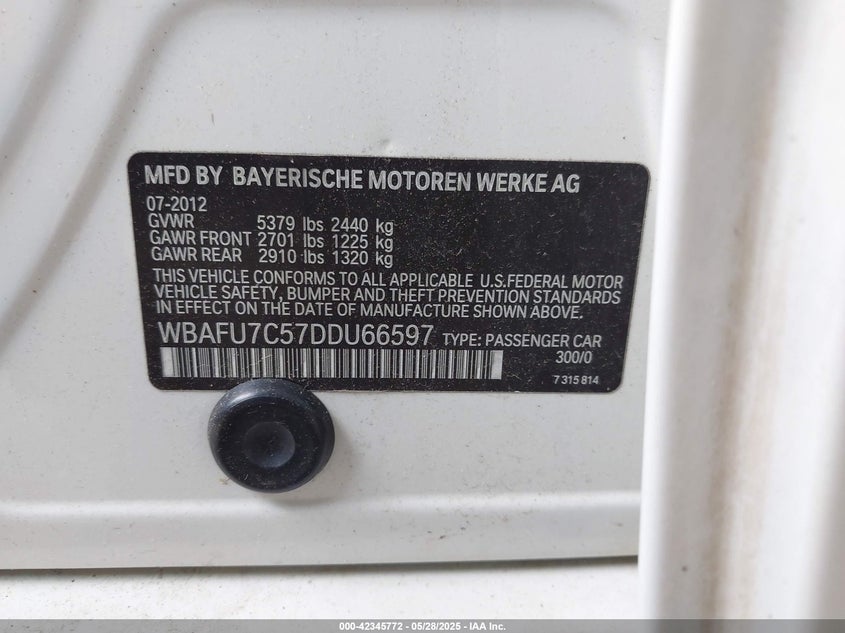 MFD BY BAYERISCHE MOTOREN WERKE AG
07-2012
GVWR 5379 lbs 2440 kg
GAWR FRONT 2701 lbs 1225 kg
GAWR REAR 2910 lbs 1320 kg
THIS VEHICLE CONFORMS TO ALL APPLICABLE U.S.FEDERAL MOTOR
VEHICLE SAFETY, BUMPER AND THEFT PREVENTION STANDARDS
IN EFFECT ON THE DATE OF MANUFACTURE SHOWN ABOVE.
WBAFU7C57DDU66597 TYPE: PASSENGER CAR
300/0
7 315 814
000-42345772 - 05/28/2025 - IAA Inc.